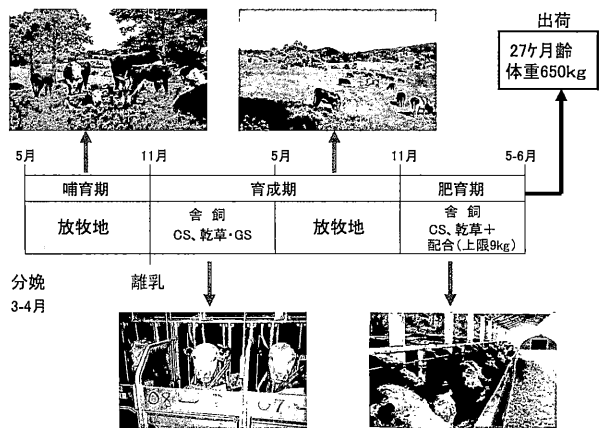 出荷
27ケ月齢
体重650kg
5月
11月
5月
11月
5-6月
哺育期
育成期
肥育期
放牧地
舎 飼
CS、乾草・GS
放牧地
舎 飼
CS、乾草+
配合(上限9kg)
分娩
3-4月
離乳
08
07